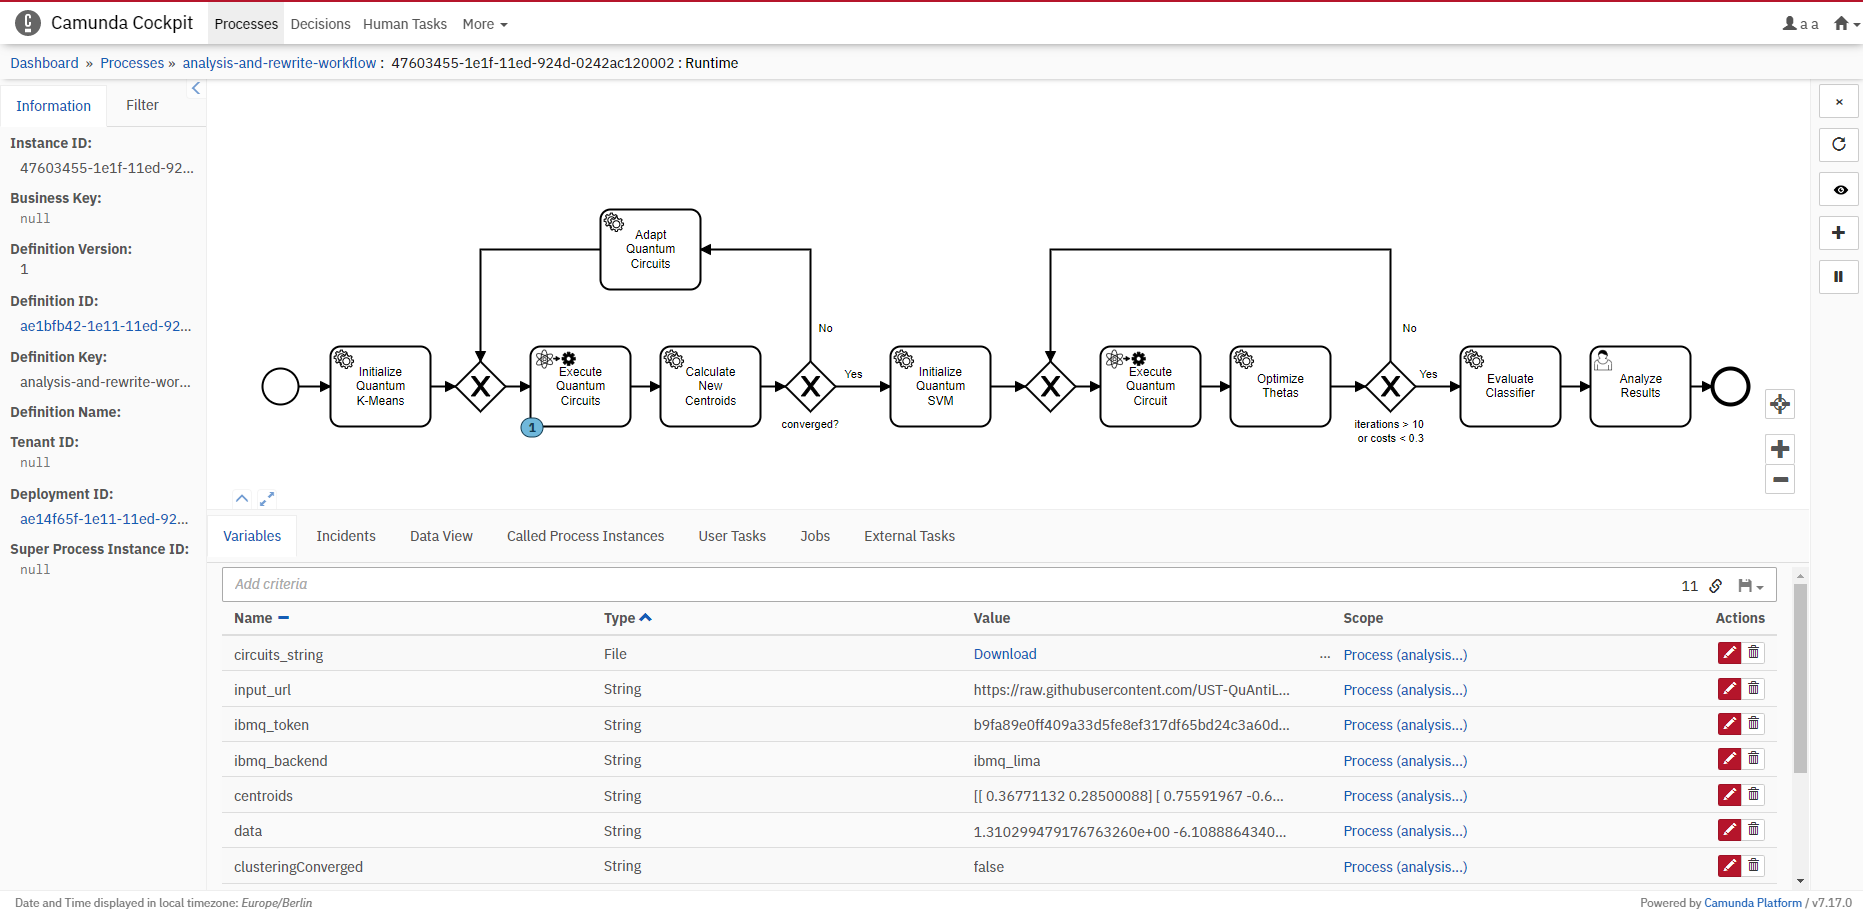 Camunda Cockpit Processes Decisions Human Tasks More a a
Dashboard » Processes » analysis-and-rewrite-workflow : 47603455-1e1f-11ed-924d-0242ac120002 : Runtime
Information Filter
Instance ID:
47603455-1e1f-11ed-92...
Business Key:
null
Definition Version:
1
Definition ID:
ae1bfb42-1e11-11ed-92...
Definition Key:
analysis-and-rewrite-wor...
Definition Name:
Tenant ID:
null
Deployment ID:
ae14f65f-1e11-11ed-92...
Super Process Instance ID:
null
Adapt
Quantum
Circuits
No
No
Initialize
Quantum
K-Means
Execute
Quantum
Circuits
1
Calculate
New
Centroids
converged?
Yes
Initialize
Quantum
SVM
Execute
Quantum
Circuit
Optimize
Thetas
iterations > 10
or costs < 0.3
Yes
Evaluate
Classifier
Analyze
Results
Variables Incidents Data View Called Process Instances User Tasks Jobs External Tasks
Add criteria 11
Name Type Value Scope Actions
circuits_string File Download ... Process (analysis...)
input_url String https://raw.githubusercontent.com/UST-QuAntiL... Process (analysis...)
ibmq_token String b9fa89e0ff409a33d5fe8ef317df65bd24c3a60d... Process (analysis...)
ibmq_backend String ibmq_lima Process (analysis...)
centroids String [[ 0.36771132 0.28500088] [ 0.75591967 -0.6... Process (analysis...)
data String 1.310299479176763260e+00 -6.1088864340... Process (analysis...)
clusteringConverged String false Process (analysis...)
Date and Time displayed in local timezone: Europe/Berlin Powered by Camunda Platform / v7.17.0